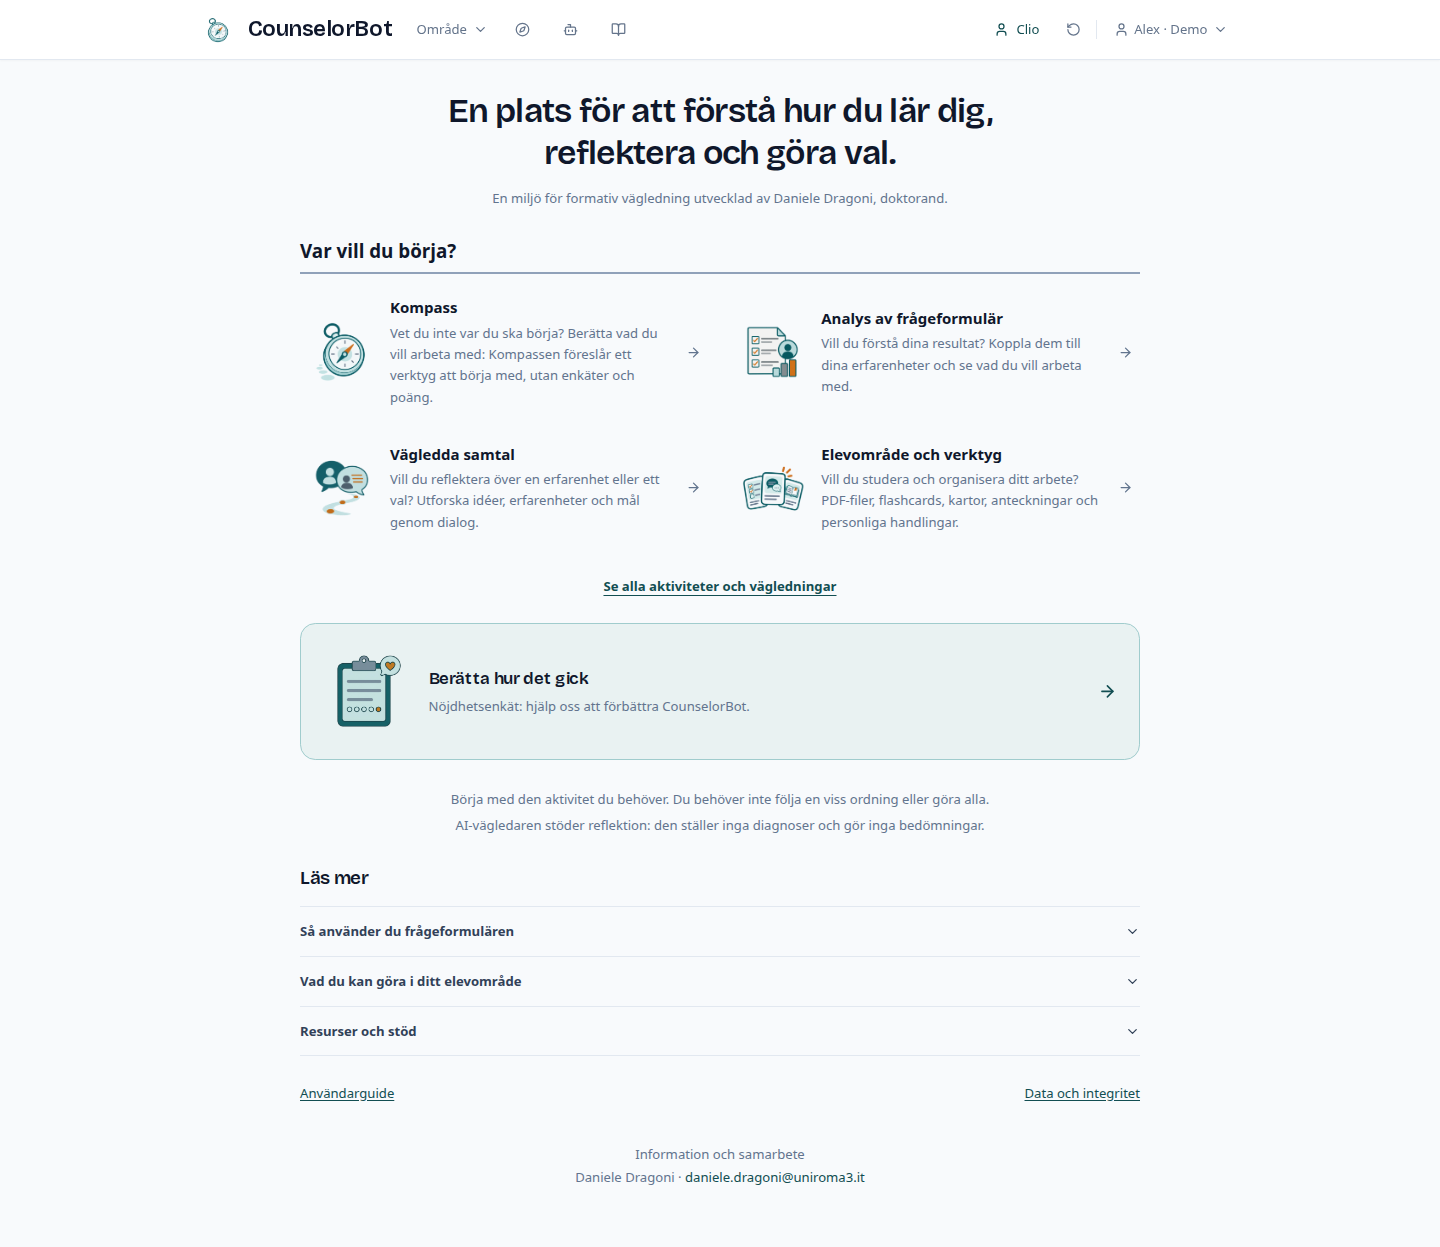 CounselorBot
Område
Clio
Alex · Demo
En plats för att förstå hur du lär dig,
reflektera och göra val.
En miljö för formativ vägledning utvecklad av Daniele Dragoni, doktorand.
Var vill du börja?
Kompass
Vet du inte var du ska börja? Berätta vad du
vill arbeta med: Kompassen föreslår ett
verktyg att börja med, utan enkäter och
poäng.
Analys av frågeformulär
Vill du förstå dina resultat? Koppla dem till
dina erfarenheter och se vad du vill arbeta
med.
Vägledda samtal
Vill du reflektera över en erfarenhet eller ett
val? Utforska idéer, erfarenheter och mål
genom dialog.
Elevområde och verktyg
Vill du studera och organisera ditt arbete?
PDF-filer, flashcards, kartor, anteckningar och
personliga handlingar.
Se alla aktiviteter och vägledningar
Berätta hur det gick
Nöjdhetsenkät: hjälp oss att förbättra CounselorBot.
Börja med den aktivitet du behöver. Du behöver inte följa en viss ordning eller göra alla.
AI-vägledaren stöder reflektion: den ställer inga diagnoser och gör inga bedömningar.
Läs mer
Så använder du frågeformulären
Vad du kan göra i ditt elevområde
Resurser och stöd
Användarguide
Data och integritet
Information och samarbete
Daniele Dragoni · daniele.dragoni@uniroma3.it